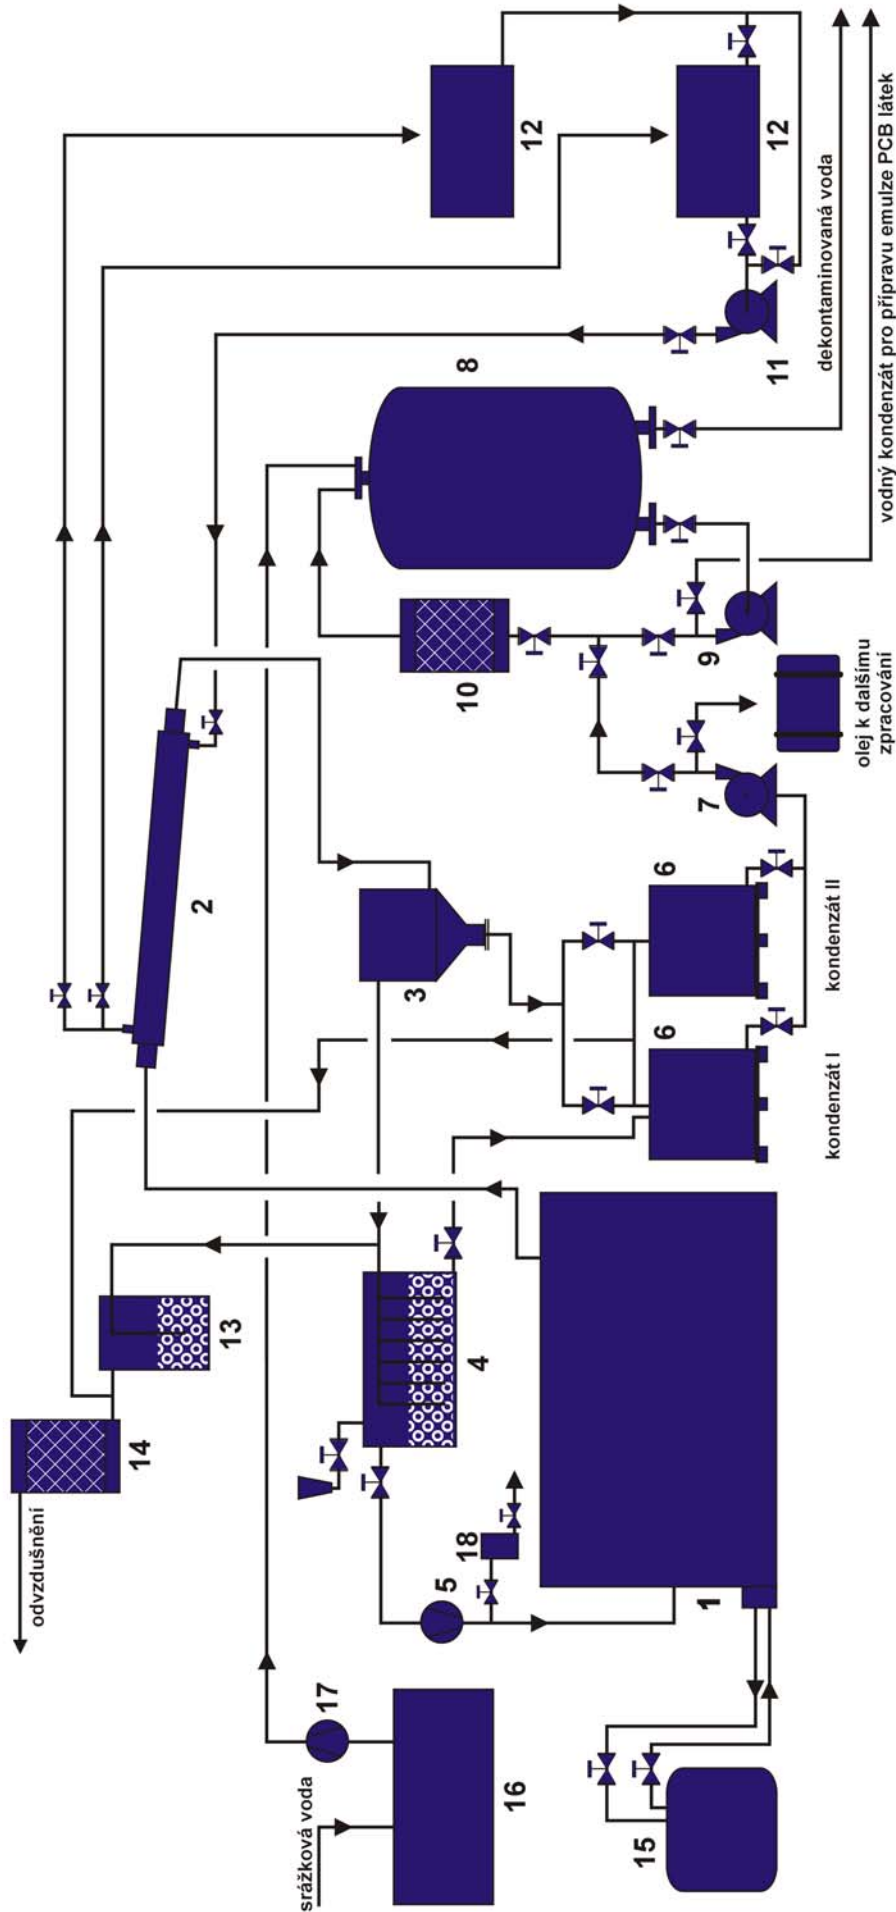 odvzdušnění
14
2
13
srážková voda
17
3
5
18
4
10
8
16
12
15
6
6
1
7
9
11
12
kondenzát I
kondenzát II
dekontaminovaná voda
olej k dalšímu
zpracování
vodný kondenzát pro přípravu emulze PCB látek